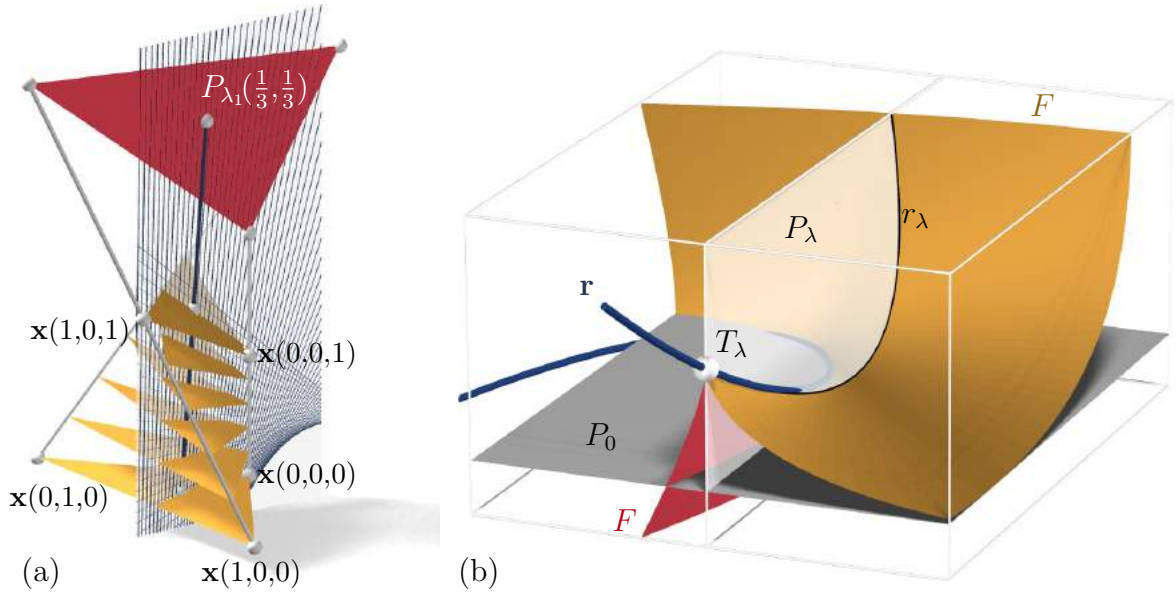 P_{λ_1}(1/3, 1/3)
x(1,0,1)
x(0,0,1)
x(0,0,0)
x(0,1,0)
x(1,0,0)
(a)
F
P_λ
r_λ
r
T_λ
P_0
F
(b)